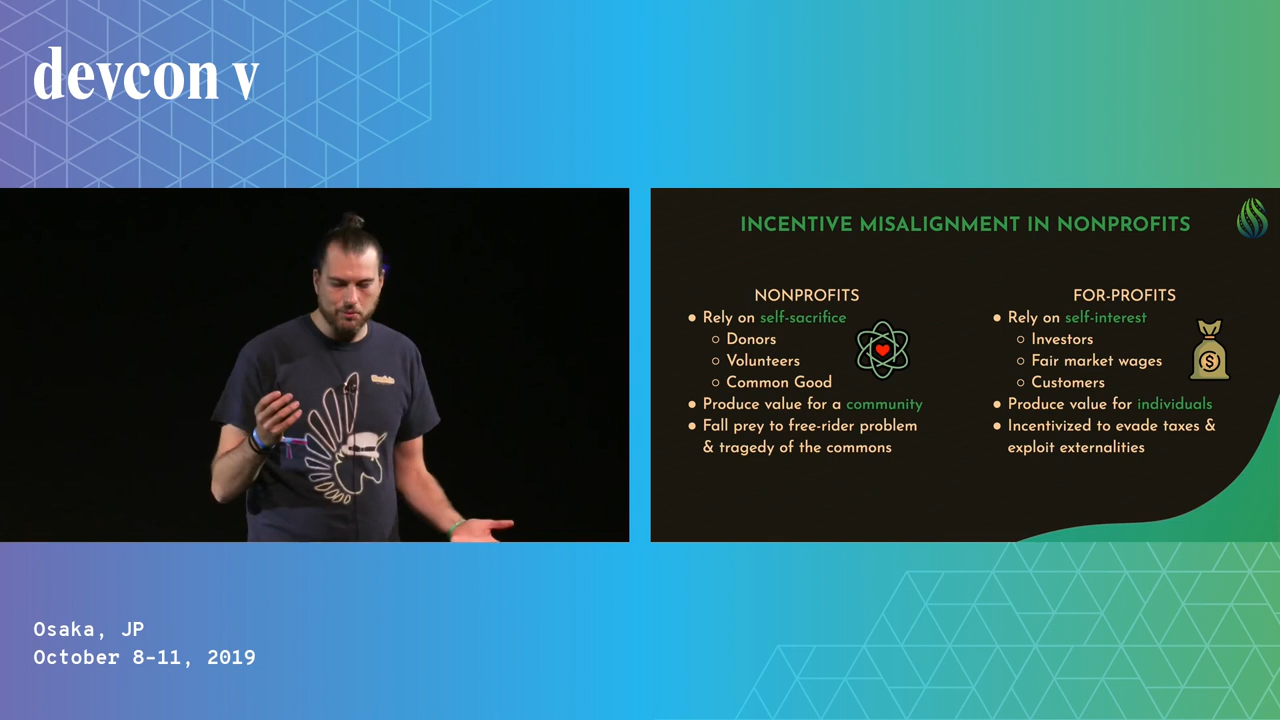 devcon v
INCENTIVE MISALIGNMENT IN NONPROFITS
NONPROFITS
● Rely on self-sacrifice
○ Donors
○ Volunteers
○ Common Good
● Produce value for a community
● Fall prey to free-rider problem
& tragedy of the commons
FOR-PROFITS
● Rely on self-interest
○ Investors
○ Fair market wages
○ Customers
● Produce value for individuals
● Incentivized to evade taxes &
exploit externalities
$
Osaka, JP
October 8-11, 2019